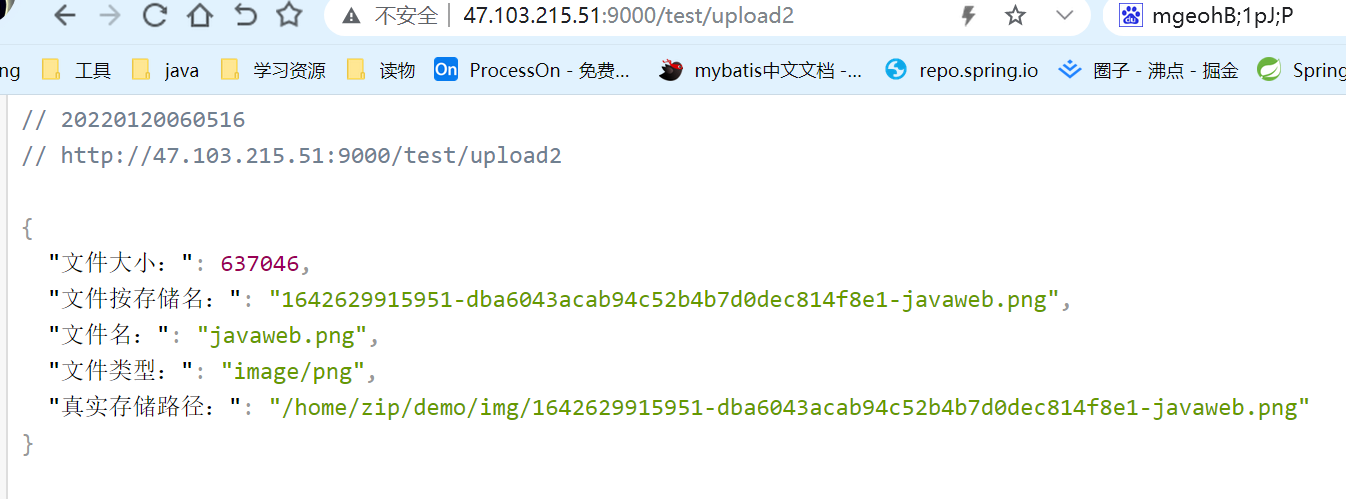 不安全 47.103.215.51:9000/test/upload2 du mgeohB;1pJ;P
ng 工具 java 学习资源 读物 On ProcessOn - 免费... mybatis中文文档 -... repo.spring.io 圈子 - 沸点 - 掘金 Spring
// 20220120060516
// http://47.103.215.51:9000/test/upload2
{
"文件大小：": 637046,
"文件按存储名：": "1642629915951-dba6043acab94c52b4b7d0dec814f8e1-javaweb.png",
"文件名：": "javaweb.png",
"文件类型：": "image/png",
"真实存储路径：": "/home/zip/demo/img/1642629915951-dba6043acab94c52b4b7d0dec814f8e1-javaweb.png"
}